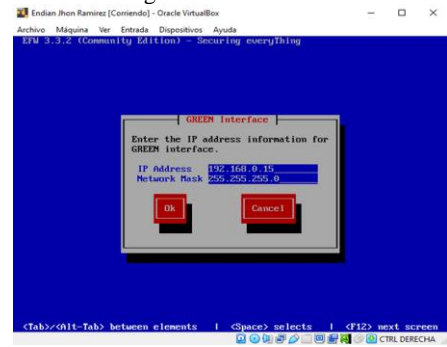 Endian Jhon Ramirez [Corriendo] - Oracle VirtualBox
Archivo Máquina Ver Entrada Dispositivos Ayuda
EFW 3.3.2 (Community Edition) - Securing everyThing
GREEN Interface
Enter the IP address information for
GREEN interface.
IP Address 192.168.0.15
Network Mask 255.255.255.0
Ok Cancel
<Tab>/<Alt-Tab> between elements | <Space> selects | <F12> next screen
CTRL DERECHA